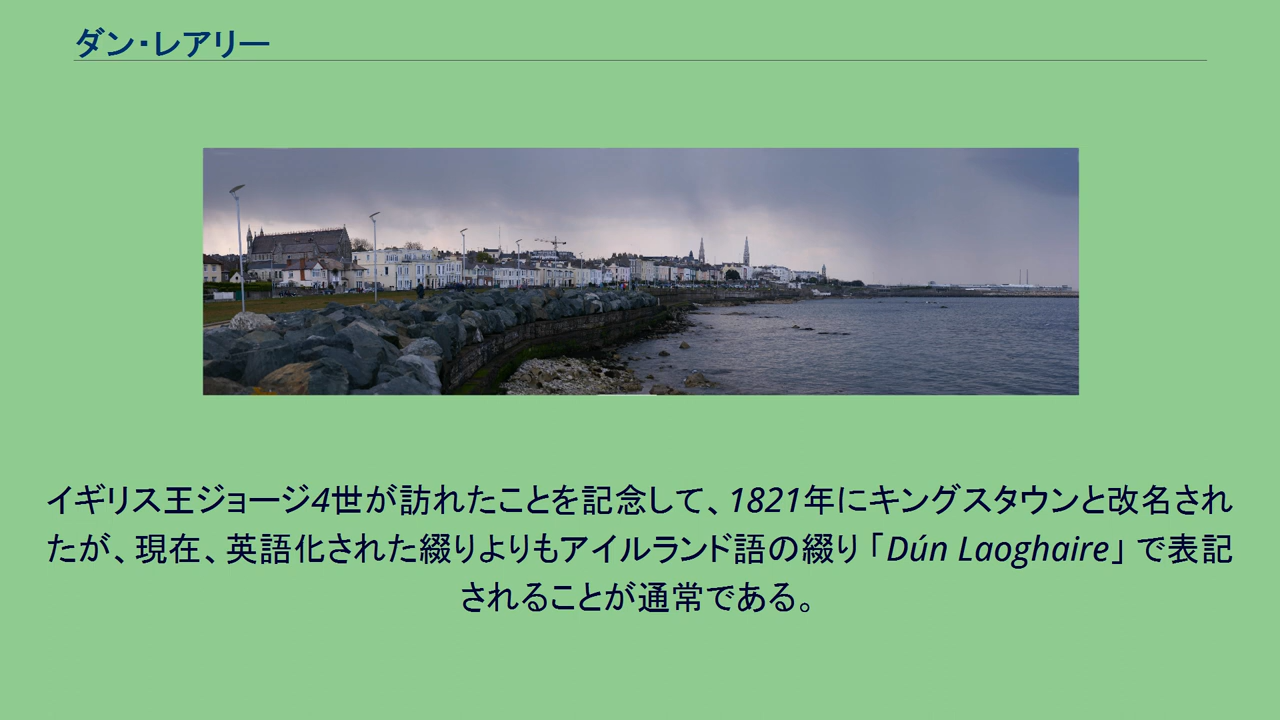 ダン・レアリー
イギリス王ジョージ4世が訪れたことを記念して、1821年にキングスタウンと改名され
たが、現在、英語化された綴りよりもアイルランド語の綴り「Dún Laoghaire」で表記
されることが通常である。